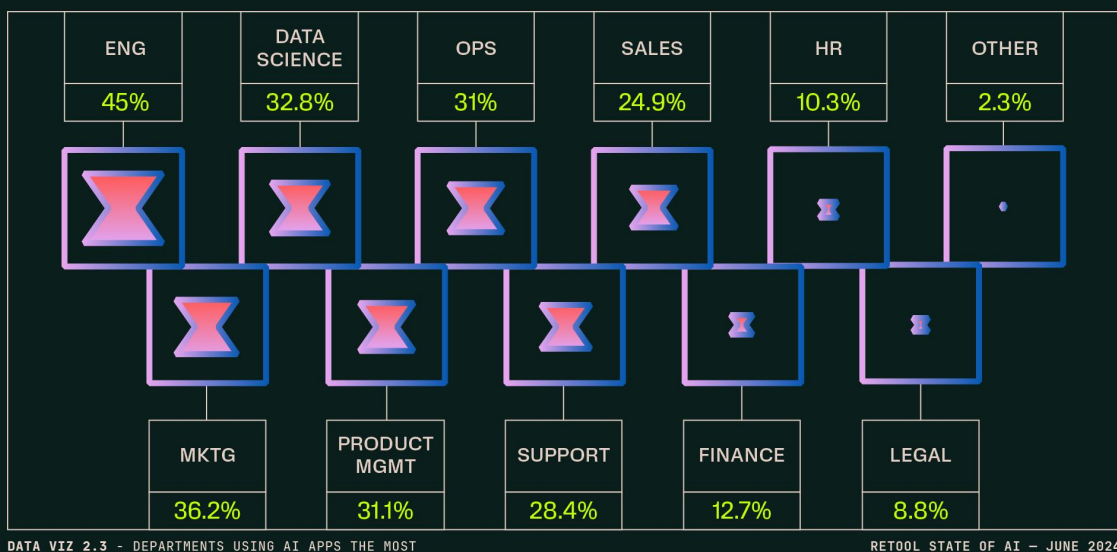 ENG
45%
DATA
SCIENCE
32.8%
OPS
31%
SALES
24.9%
HR
10.3%
OTHER
2.3%
MKTG
36.2%
PRODUCT
MGMT
31.1%
SUPPORT
28.4%
FINANCE
12.7%
LEGAL
8.8%
DATA VIZ 2.3 - DEPARTMENTS USING AI APPS THE MOST
RETOOL STATE OF AI — JUNE 2024